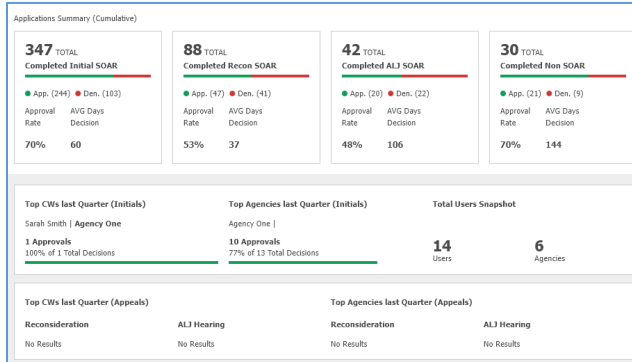 Applications Summary (Cumulative)
347 TOTAL
Completed Initial SOAR
App. (244) Den. (103)
Approval Rate
AVG Days Decision
70% 60
88 TOTAL
Completed Recon SOAR
App. (47) Den. (41)
Approval Rate
AVG Days Decision
53% 37
42 TOTAL
Completed ALJ SOAR
App. (20) Den. (22)
Approval Rate
AVG Days Decision
48% 106
30 TOTAL
Completed Non SOAR
App. (21) Den. (9)
Approval Rate
AVG Days Decision
70% 144
Top CWs last Quarter (Initials)
Sarah Smith | Agency One
1 Approvals
100% of 1 Total Decisions
Top Agencies last Quarter (Initials)
Agency One |
10 Approvals
77% of 13 Total Decisions
Total Users Snapshot
14
Users
6
Agencies
Top CWs last Quarter (Appeals)
Reconsideration
No Results
ALJ Hearing
No Results
Top Agencies last Quarter (Appeals)
Reconsideration
No Results
ALJ Hearing
No Results